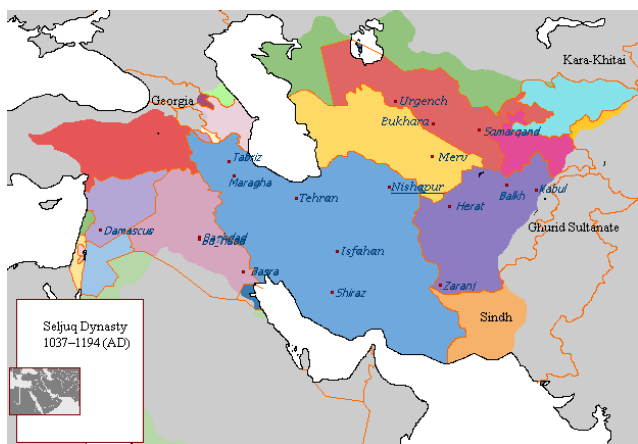 Kara-Khitai
Georgia
Urgench
Bukhara
Samarqand
Tabriz
Merv
Maragha
Nishapur
Balkh
Kabul
Tehran
Herat
Ghurid Sultanate
Damascus
Baghdad
Isfahan
Basra
Zaranj
Shiraz
Sindh
Seljuq Dynasty
1037–1194 (AD)